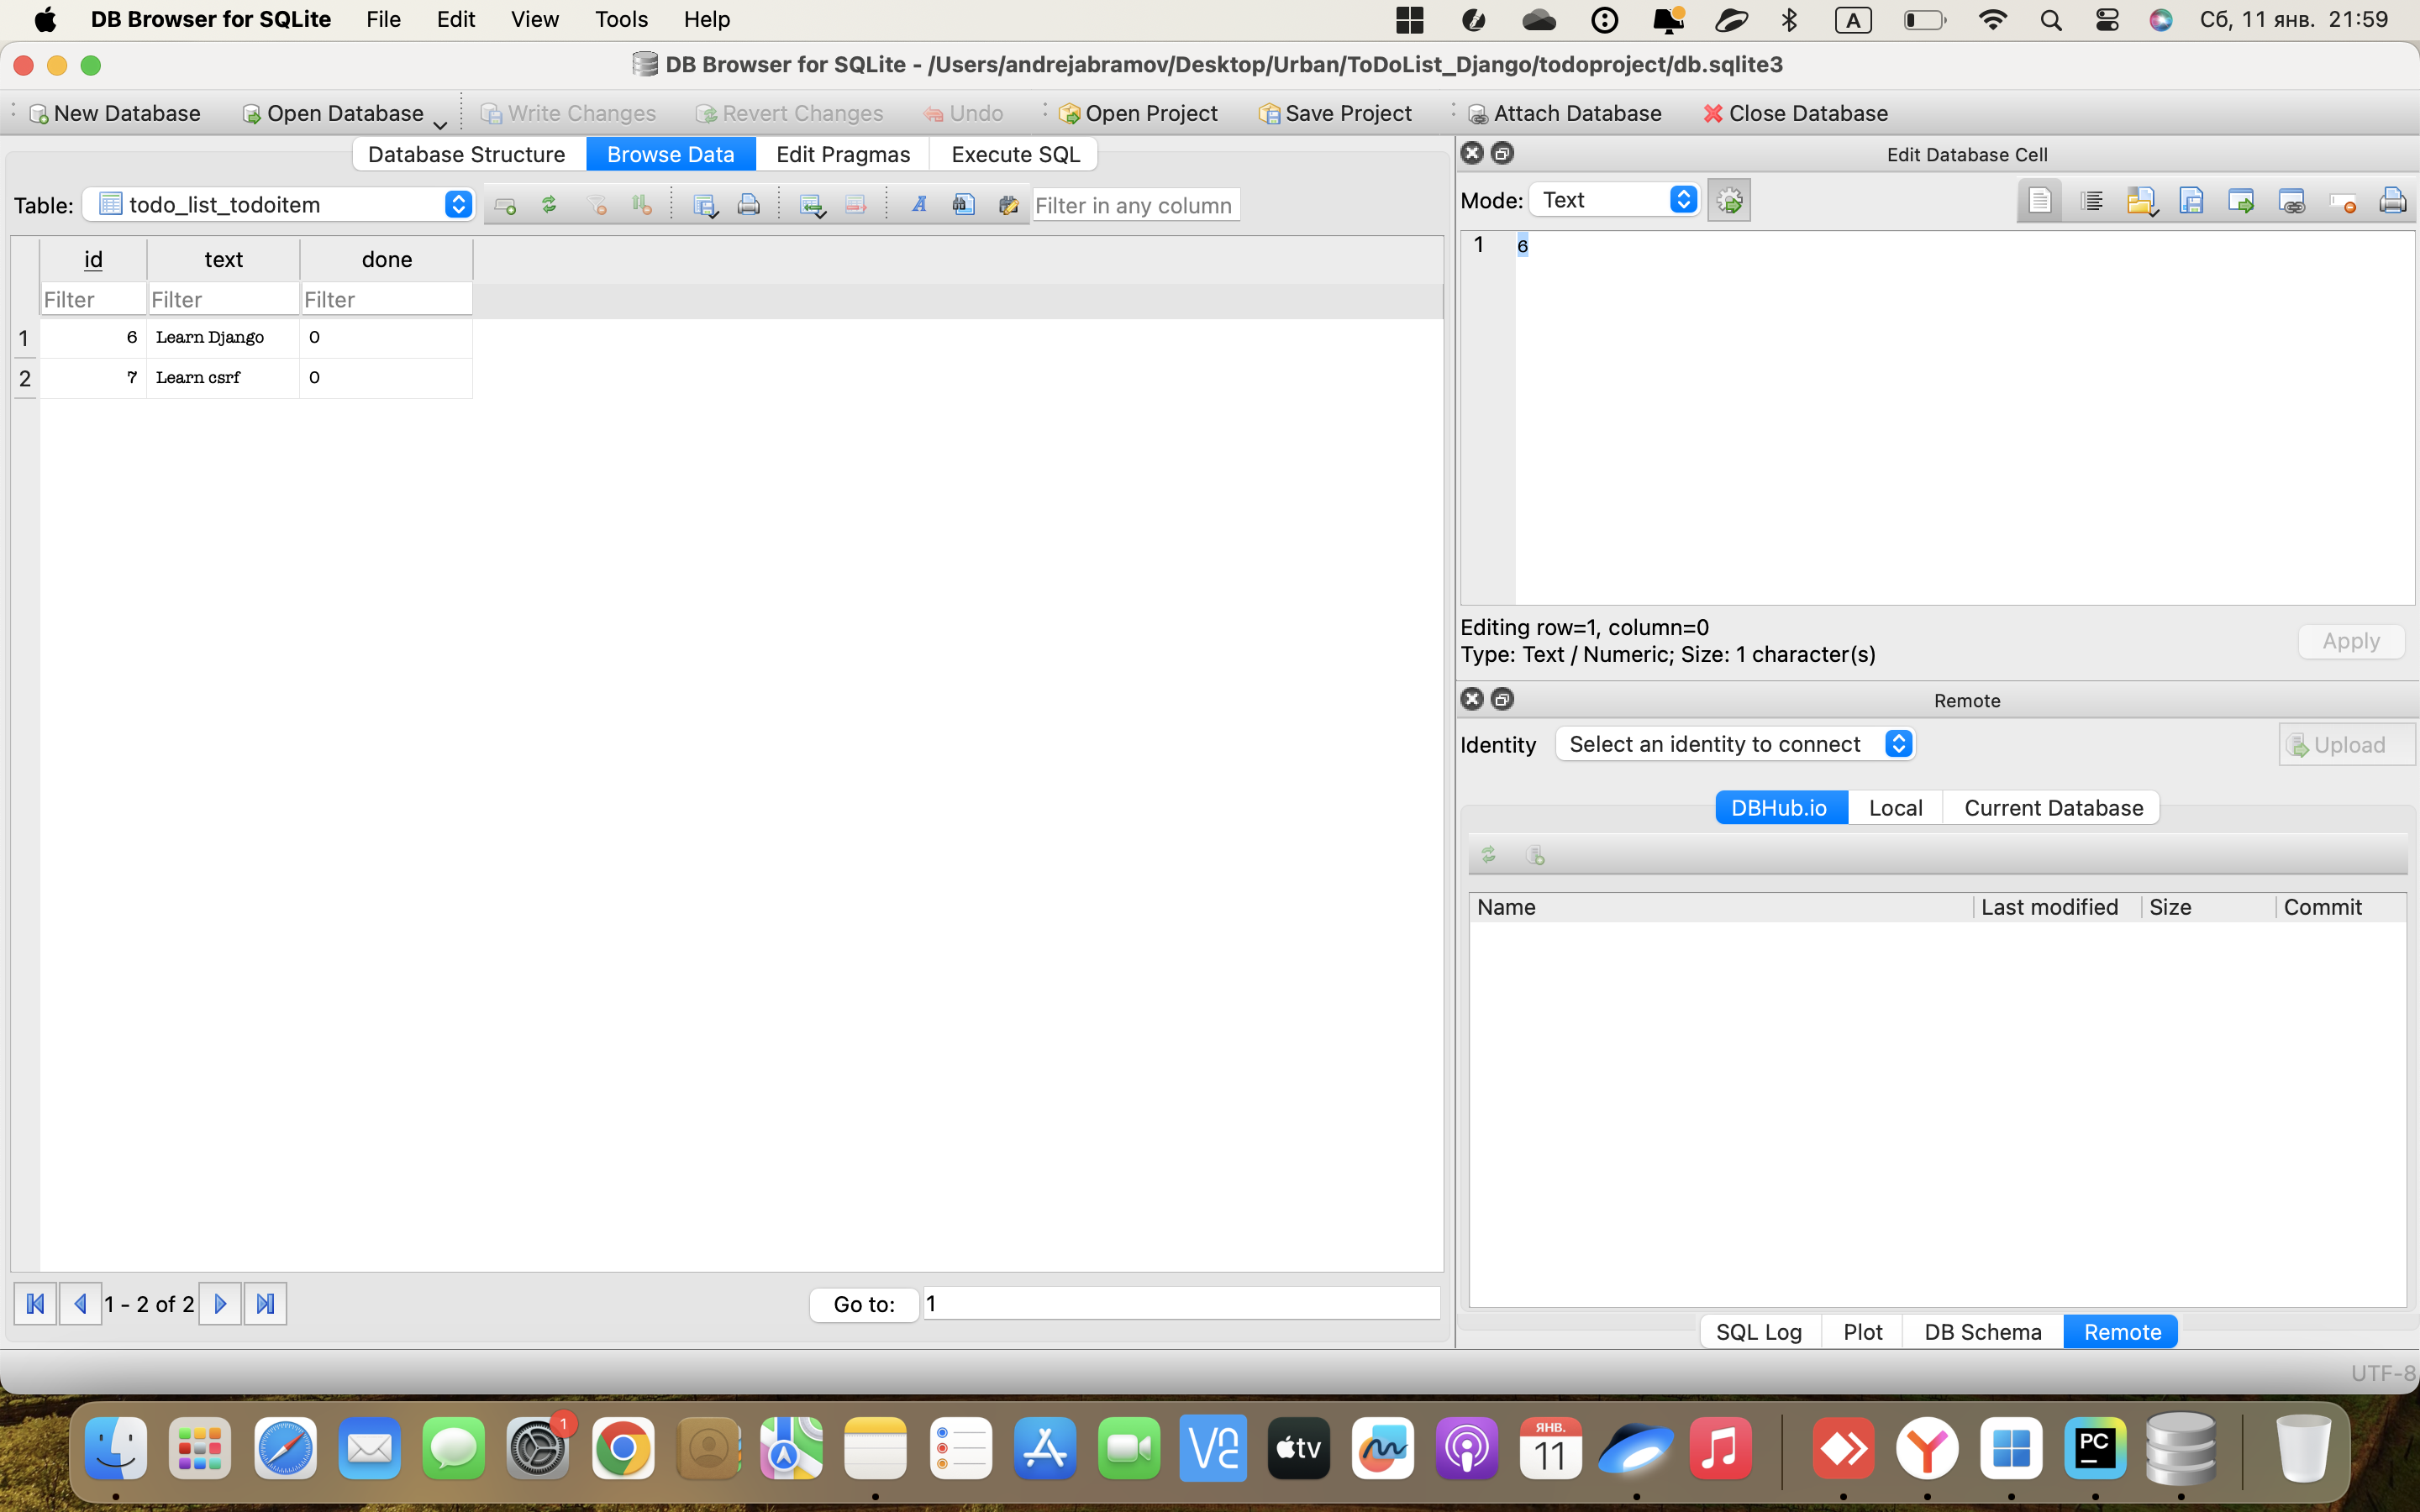 DB Browser for SQLite File Edit View Tools Help A Сб, 11 янв. 21:59
DB Browser for SQLite - /Users/andrejabramov/Desktop/Urban/ToDoList_Django/todoproject/db.sqlite3
New Database Open Database Write Changes Revert Changes Undo Open Project Save Project Attach Database Close Database
Database Structure Browse Data Edit Pragmas Execute SQL
Table: todo_list_todoitem Filter in any column
id text done
Filter Filter Filter
1 6 Learn Django 0
2 7 Learn csrf 0
1 - 2 of 2 Go to: 1
Edit Database Cell
Mode: Text
1 6
Editing row=1, column=0
Type: Text / Numeric; Size: 1 character(s)
Apply
Remote
Identity Select an identity to connect Upload
DBHub.io Local Current Database
Name Last modified Size Commit
SQL Log Plot DB Schema Remote
UTF-8
1
tv
ЯНВ.
11
PC